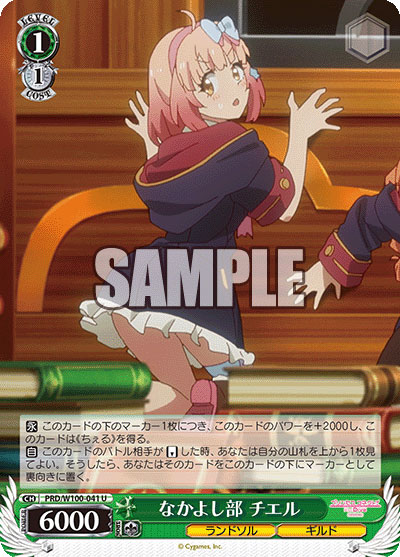 LEVEL
1
1
COST
SAMPLE
【永】 このカードの下のマーカー1枚につき、このカードのパワーを+2000し、こ
のカードは《ちぇる》を得る。
【自】 このカードのバトル相手が した時、あなたは自分の山札を上から1枚見
てよい。そうしたら、あなたはそのカードをこのカードの下にマーカーとして
裏向きに置く。
CH PRD/W100-041 U
なかよし部 チエル
POWER 6000 SOUL
ランドソル ギルド
© Cygames, Inc.